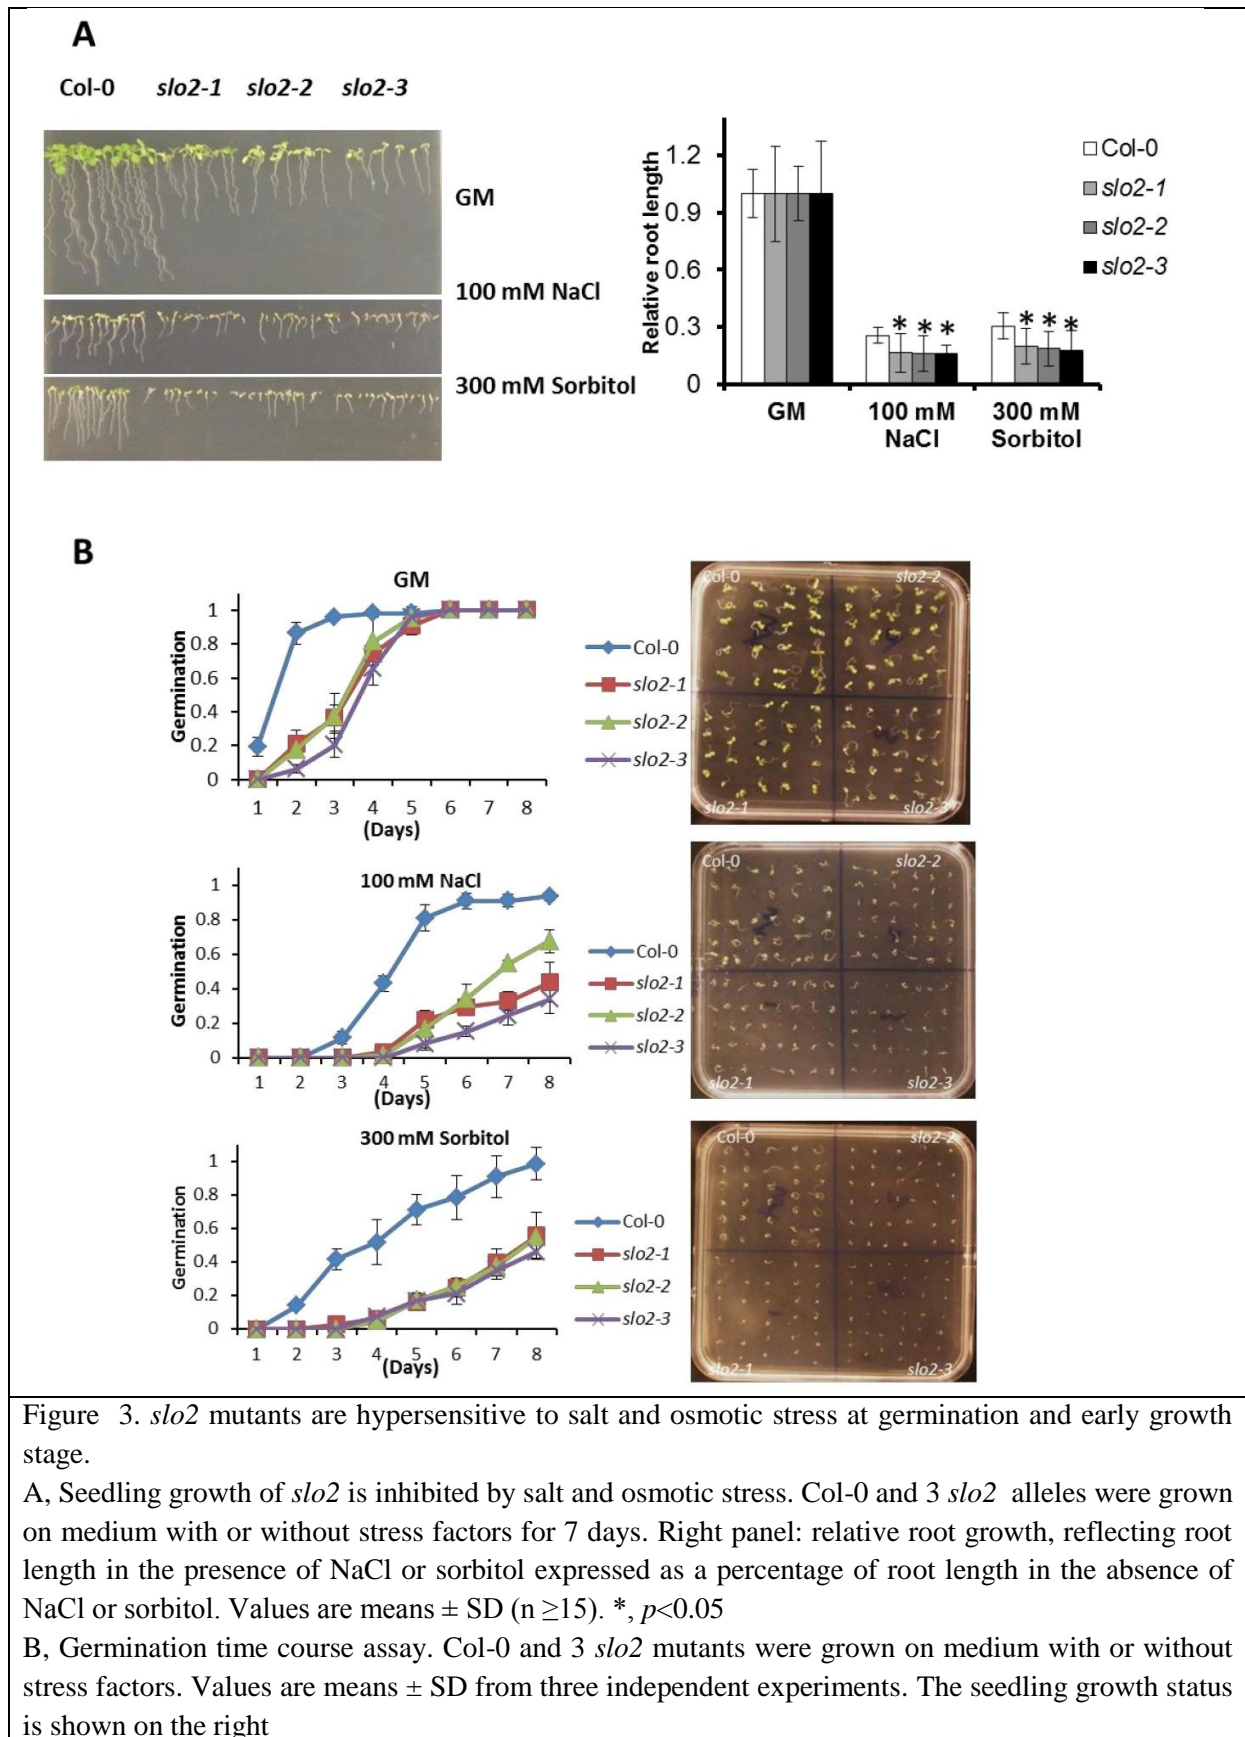 A
Col-0 slo2-1 slo2-2 slo2-3
GM
100 mM NaCl
300 mM Sorbitol
Relative root length
1.2
0.9
0.6
0.3
0
* * * * * *
GM 100 mM 300 mM
NaCl Sorbitol
Col-0
slo2-1
slo2-2
slo2-3
B
GM
Germination
1
0.8
0.6
0.4
0.2
0
1 2 3 4 5 6 7 8
(Days)
Col-0
slo2-1
slo2-2
slo2-3
Col-0 slo2-2
slo2-1 slo2-3
100 mM NaCl
Germination
1
0.8
0.6
0.4
0.2
0
1 2 3 4 5 6 7 8
(Days)
Col-0
slo2-1
slo2-2
slo2-3
Col-0 slo2-2
slo2-1 slo2-3
300 mM Sorbitol
Germination
1
0.8
0.6
0.4
0.2
0
1 2 3 4 5 6 7 8
(Days)
Col-0
slo2-1
slo2-2
slo2-3
Col-0 slo2-2
slo2-1 slo2-3
Figure 3. slo2 mutants are hypersensitive to salt and osmotic stress at germination and early growth
stage.
A, Seedling growth of slo2 is inhibited by salt and osmotic stress. Col-0 and 3 slo2 alleles were grown
on medium with or without stress factors for 7 days. Right panel: relative root growth, reflecting root
length in the presence of NaCl or sorbitol expressed as a percentage of root length in the absence of
NaCl or sorbitol. Values are means ± SD (n ≥15). *, p<0.05
B, Germination time course assay. Col-0 and 3 slo2 mutants were grown on medium with or without
stress factors. Values are means ± SD from three independent experiments. The seedling growth status
is shown on the right